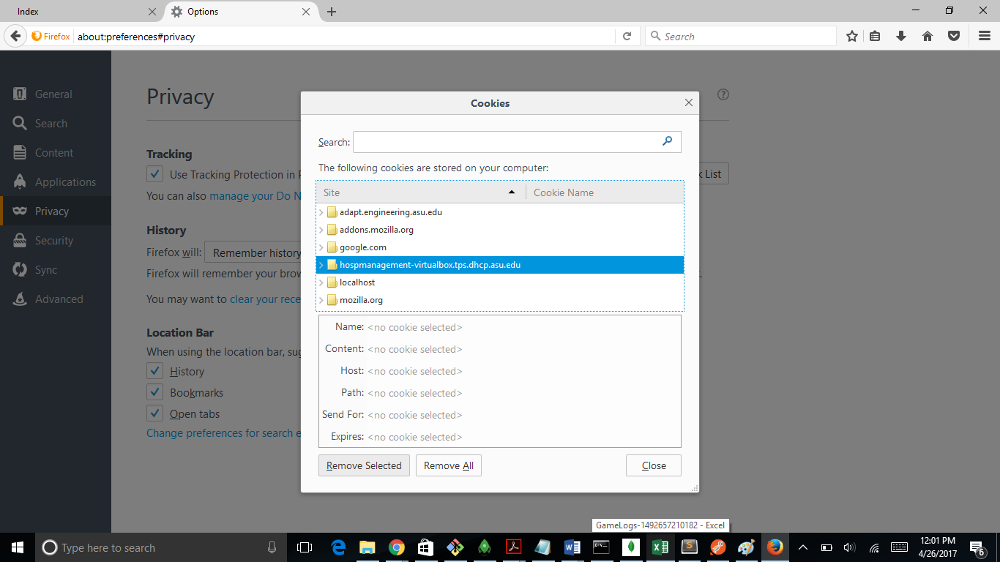 Index
Options
Firefox
about:preferences#privacy
Search
General
Search
Content
Applications
Privacy
Security
Sync
Advanced
Privacy
Tracking
Use Tracking Protection in
You can also manage your Do N
k List
History
Firefox will: Remember history
Firefox will remember your brow
You may want to clear your rece
Location Bar
When using the location bar, sug
History
Bookmarks
Open tabs
Change preferences for search e
Cookies
Search:
The following cookies are stored on your computer:
Site Cookie Name
adapt.engineering.asu.edu
addons.mozilla.org
google.com
hospmanagement-virtualbox.tps.dhcp.asu.edu
localhost
mozilla.org
Name: <no cookie selected>
Content: <no cookie selected>
Host: <no cookie selected>
Path: <no cookie selected>
Send For: <no cookie selected>
Expires: <no cookie selected>
Remove Selected Remove All Close
GameLogs-1492657210182 - Excel
Type here to search
12:01 PM
4/26/2017
6